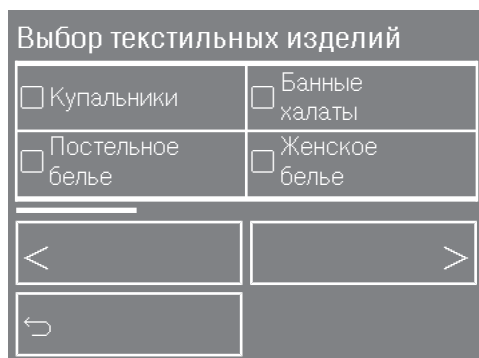 Выбор текстильных изделий
Купальники
Банные
халаты
Постельное
белье
Женское
белье
<
>